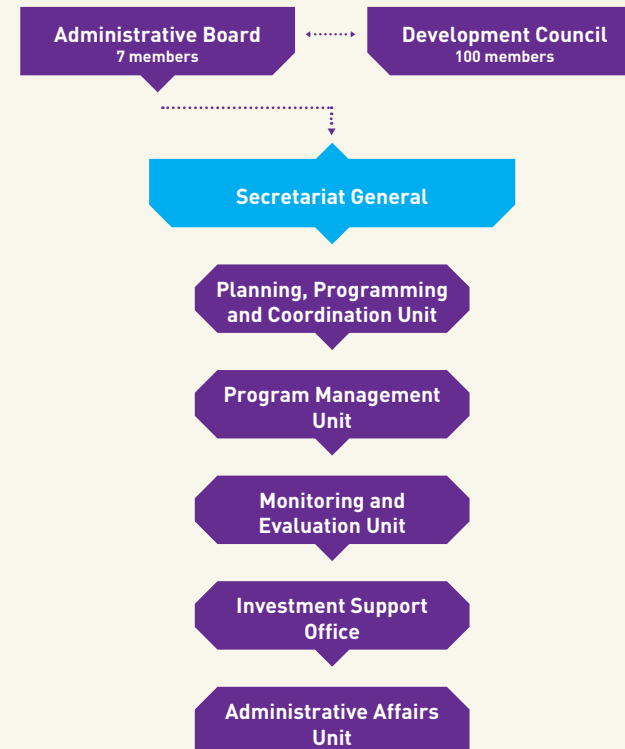 Administrative Board
7 members
Development Council
100 members
Secretariat General
Planning, Programming
and Coordination Unit
Program Management
Unit
Monitoring and
Evaluation Unit
Investment Support
Office
Administrative Affairs
Unit